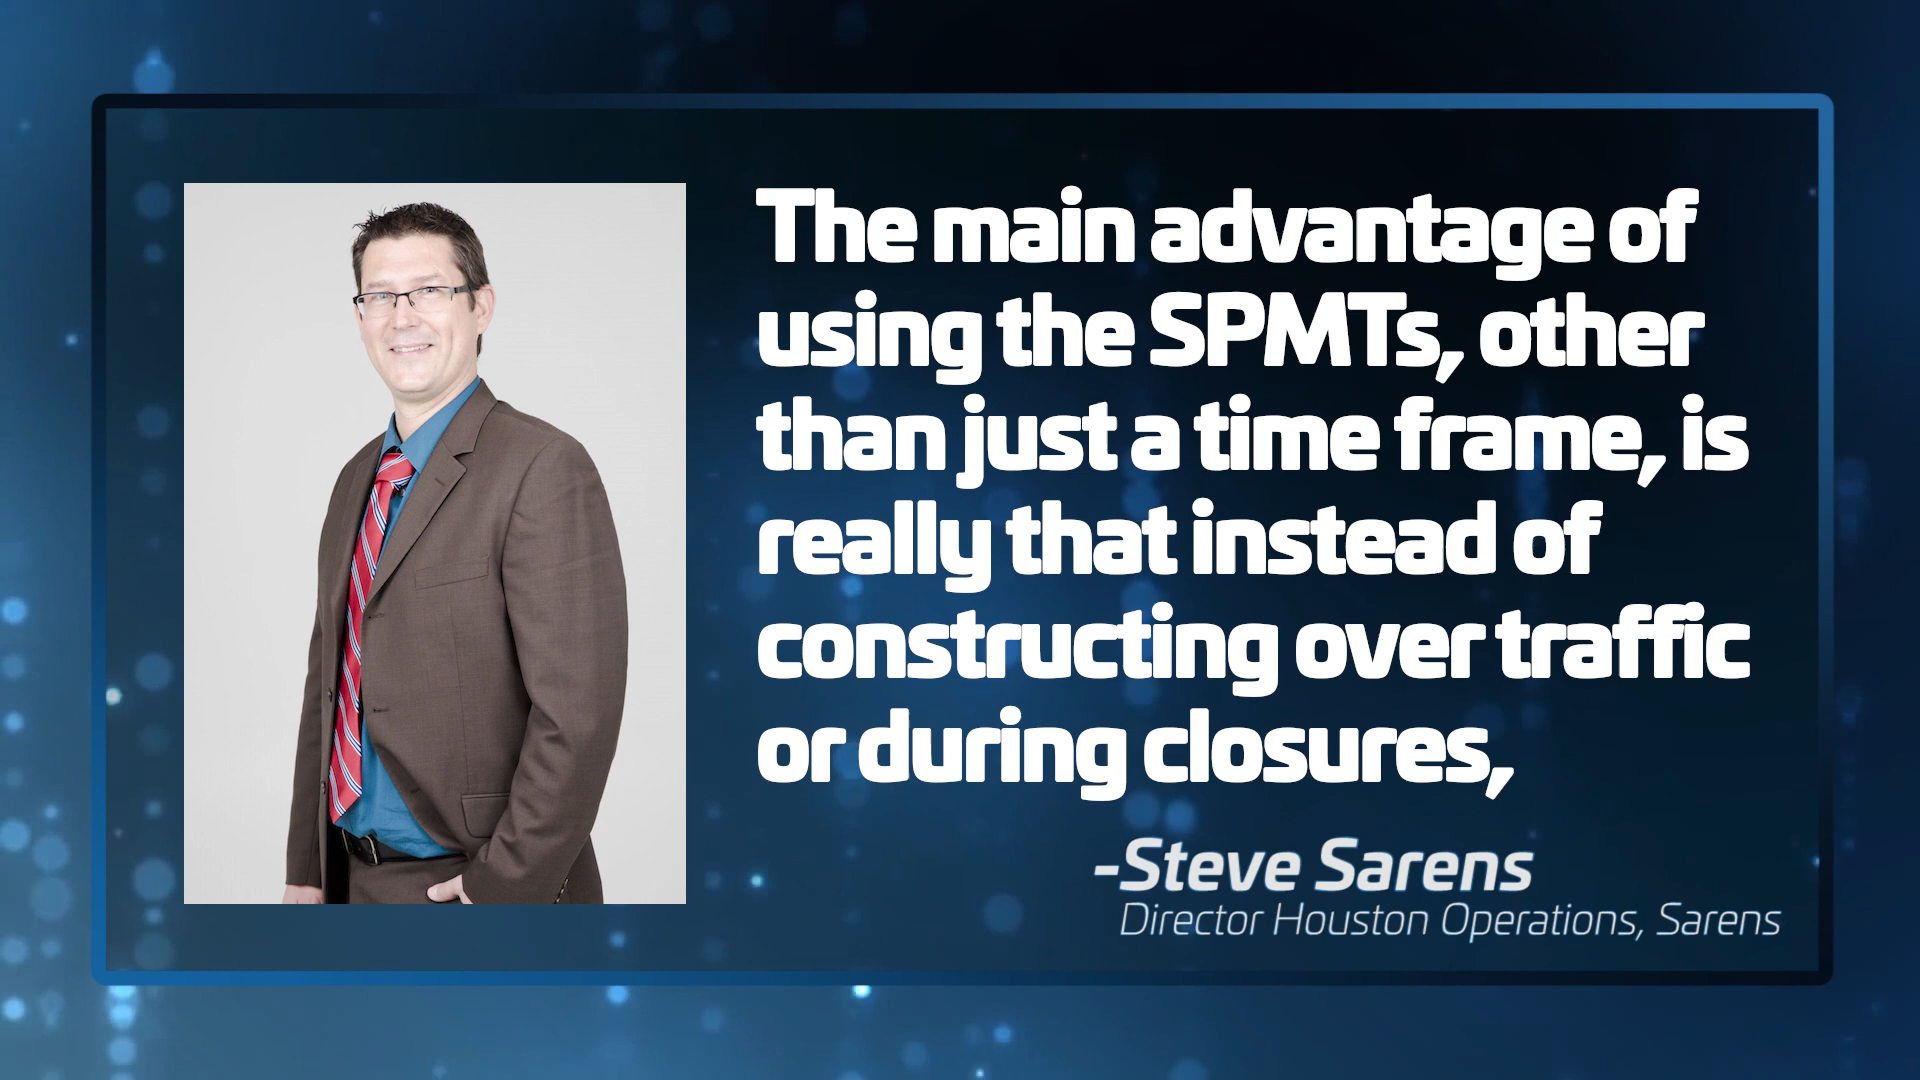 The main advantage of
using the SPMTs, other
than just a time frame, is
really that instead of
constructing over traffic
or during closures,
-Steve Sarens
Director Houston Operations, Sarens